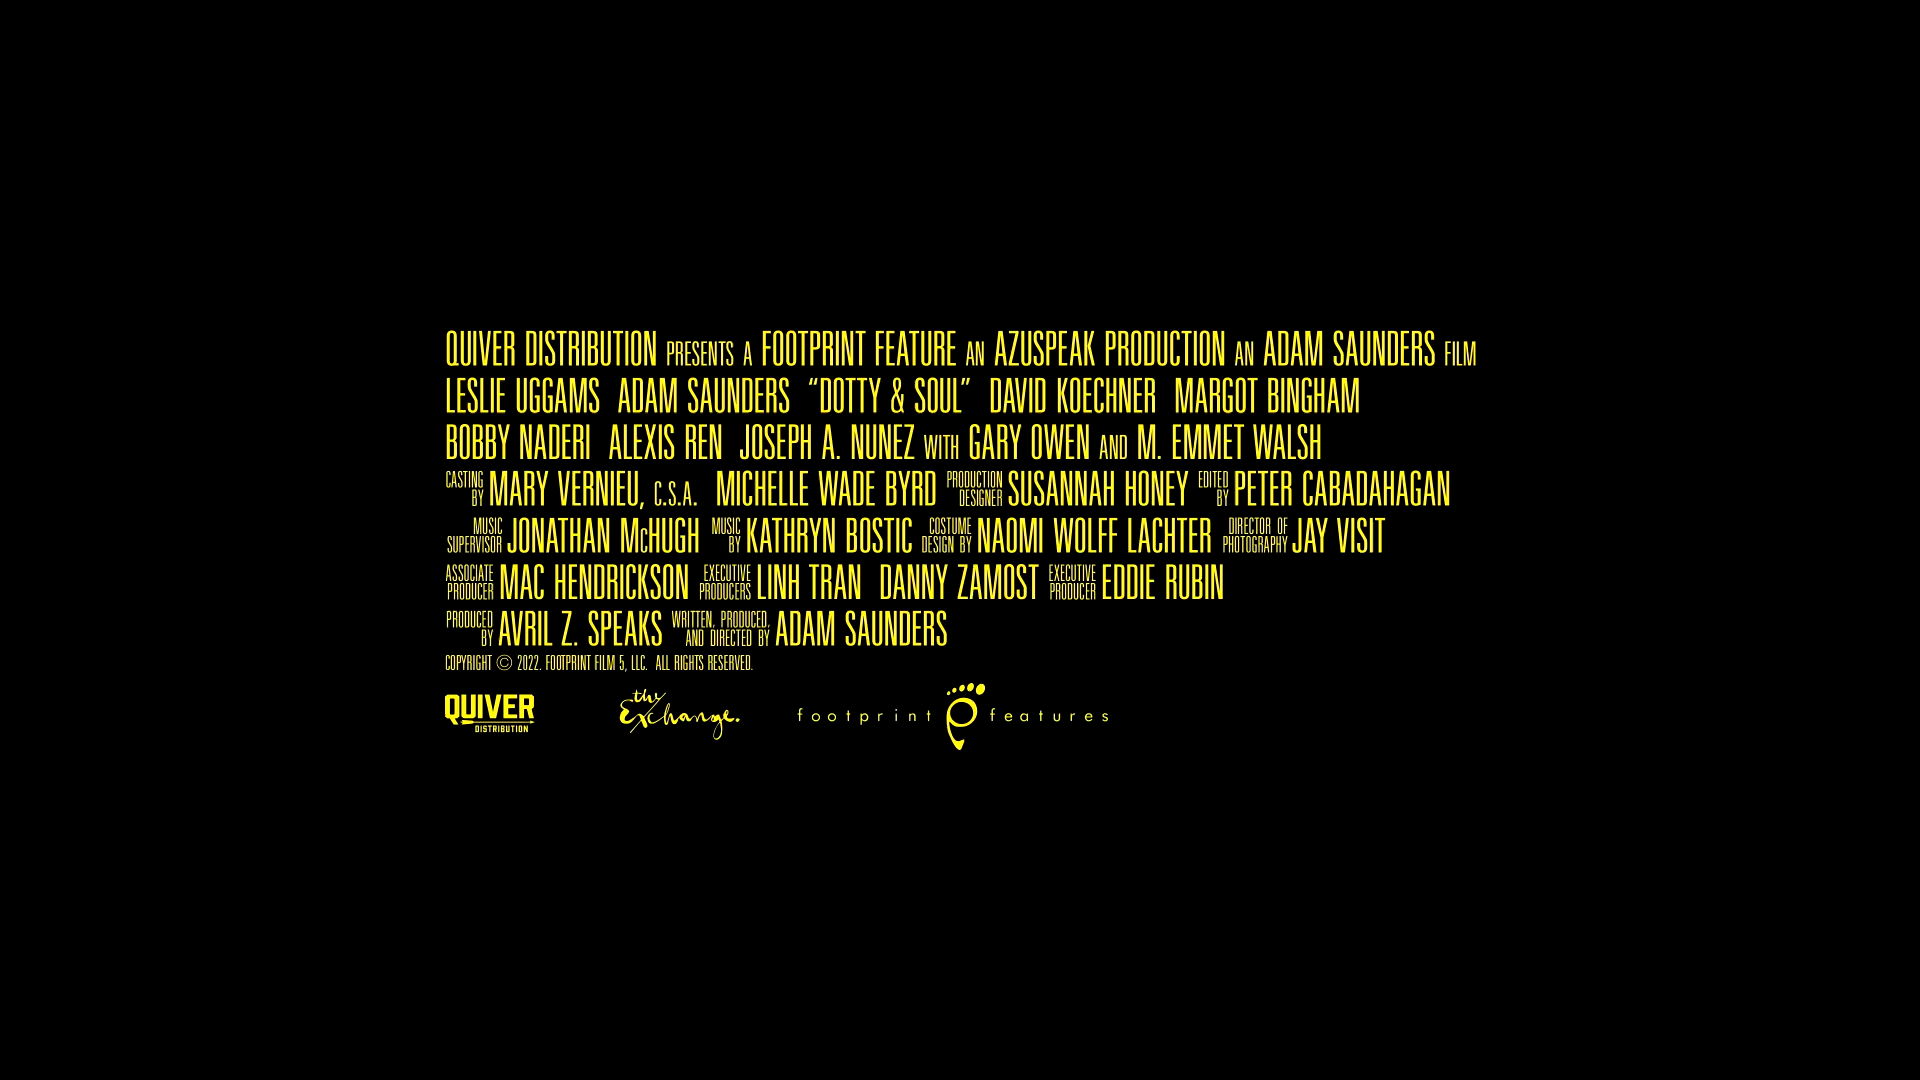 QUIVER DISTRIBUTION PRESENTS A FOOTPRINT FEATURE AN AZUSPEAK PRODUCTION AN ADAM SAUNDERS FILM
LESLIE UGGAMS ADAM SAUNDERS “DOTTY & SOUL” DAVID KOECHNER MARGOT BINGHAM
BOBBY NADERI ALEXIS REN JOSEPH A. NUNEZ WITH GARY OWEN AND M. EMMET WALSH
CASTING BY MARY VERNIEU, C.S.A. MICHELLE WADE BYRD PRODUCTION DESIGNER SUSANNAH HONEY EDITED BY PETER CABADAHAGAN
MUSIC SUPERVISOR JONATHAN McHUGH MUSIC BY KATHRYN BOSTIC COSTUME DESIGN BY NAOMI WOLFF LACHTER DIRECTOR OF PHOTOGRAPHY JAY VISIT
ASSOCIATE PRODUCER MAC HENDRICKSON EXECUTIVE PRODUCERS LINH TRAN DANNY ZAMOST EXECUTIVE PRODUCER EDDIE RUBIN
PRODUCED BY AVRIL Z. SPEAKS WRITTEN, PRODUCED, AND DIRECTED BY ADAM SAUNDERS
COPYRIGHT © 2022. FOOTPRINT FILM 5, LLC. ALL RIGHTS RESERVED.
QUIVER DISTRIBUTION
the Exchange.
footprint features